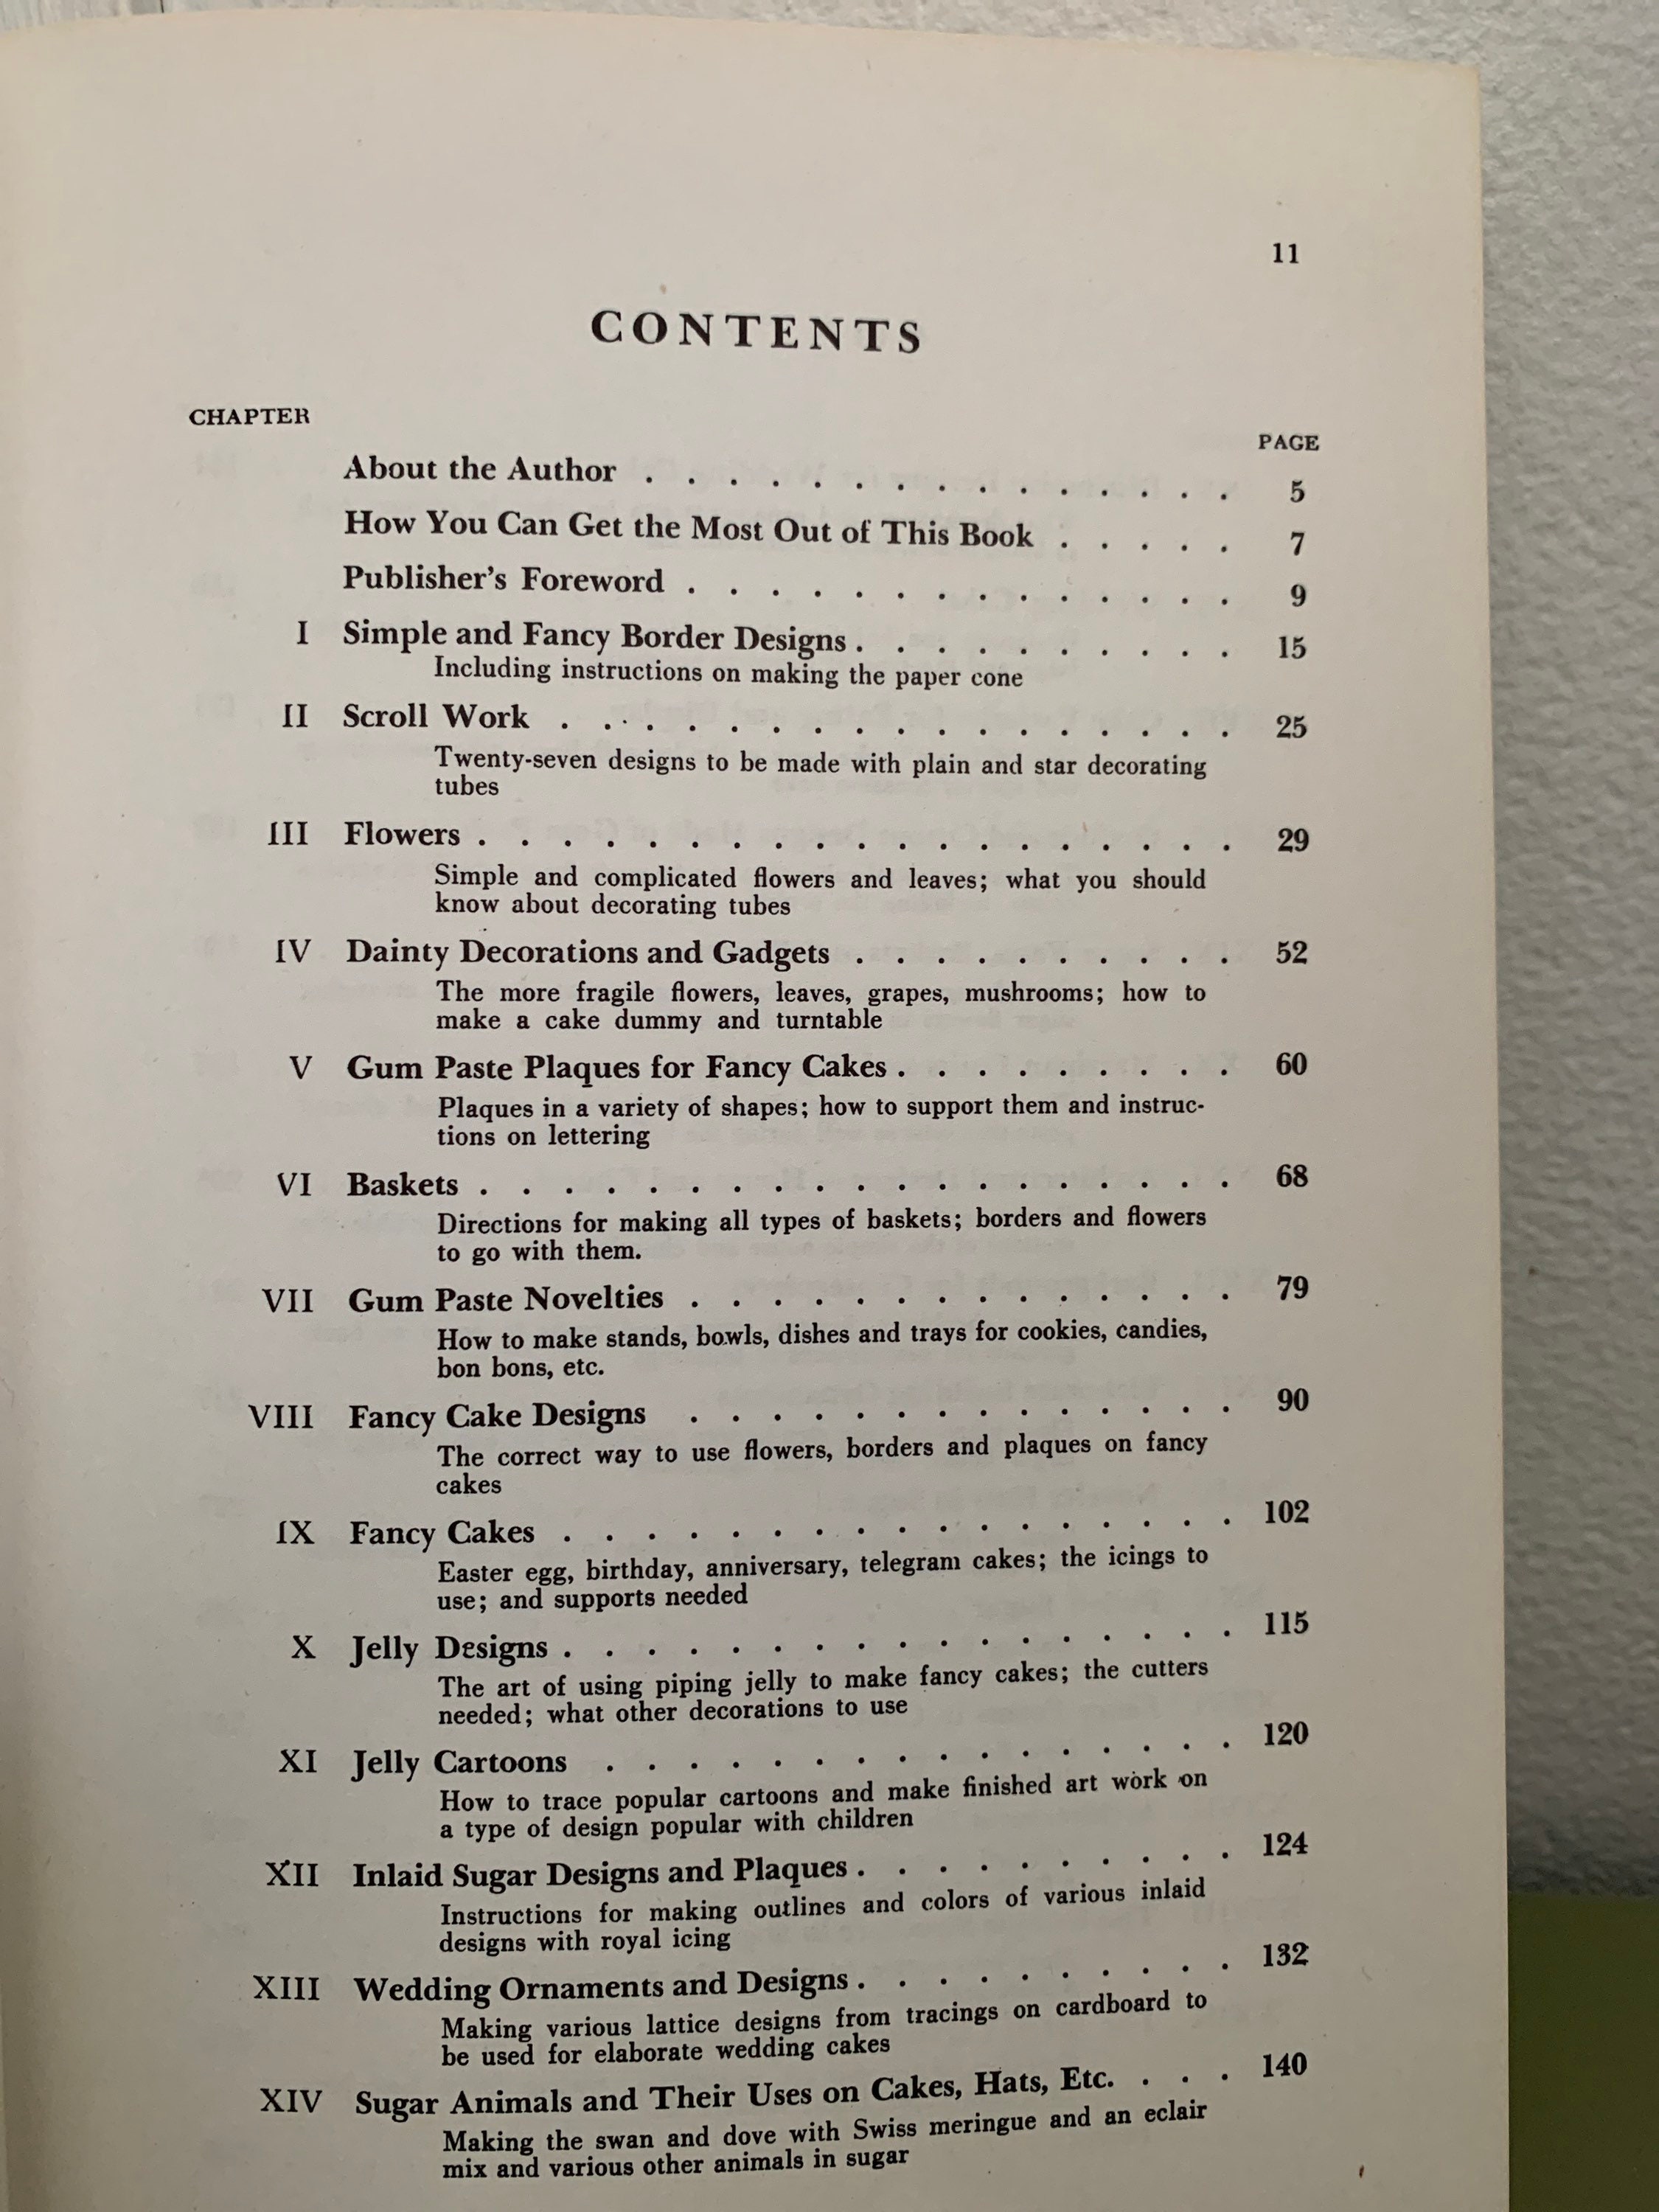 11
CONTENTS
CHAPTER
PAGE
About the Author . . . . . . . . . . . . . . . 5
How You Can Get the Most Out of This Book . . . . . 7
Publisher's Foreword . . . . . . . . . . . . . . 9
I Simple and Fancy Border Designs . . . . . . . . . . 15
Including instructions on making the paper cone
II Scroll Work . . . . . . . . . . . . . . . . . 25
Twenty-seven designs to be made with plain and star decorating
tubes
III Flowers . . . . . . . . . . . . . . . . . . . 29
Simple and complicated flowers and leaves; what you should
know about decorating tubes
IV Dainty Decorations and Gadgets . . . . . . . . . . 52
The more fragile flowers, leaves, grapes, mushrooms; how to
make a cake dummy and turntable
V Gum Paste Plaques for Fancy Cakes . . . . . . . . . 60
Plaques in a variety of shapes; how to support them and instruc-
tions on lettering
VI Baskets . . . . . . . . . . . . . . . . . . . 68
Directions for making all types of baskets; borders and flowers
to go with them.
VII Gum Paste Novelties . . . . . . . . . . . . . . 79
How to make stands, bowls, dishes and trays for cookies, candies,
bon bons, etc.
VIII Fancy Cake Designs . . . . . . . . . . . . . . 90
The correct way to use flowers, borders and plaques on fancy
cakes
IX Fancy Cakes . . . . . . . . . . . . . . . . . 102
Easter egg, birthday, anniversary, telegram cakes; the icings to
use; and supports needed
X Jelly Designs . . . . . . . . . . . . . . . . . 115
The art of using piping jelly to make fancy cakes; the cutters
needed; what other decorations to use
XI Jelly Cartoons . . . . . . . . . . . . . . . . 120
How to trace popular cartoons and make finished art work on
a type of design popular with children
XII Inlaid Sugar Designs and Plaques . . . . . . . . . . 124
Instructions for making outlines and colors of various inlaid
designs with royal icing
XIII Wedding Ornaments and Designs . . . . . . . . . . 132
Making various lattice designs from tracings on cardboard to
be used for elaborate wedding cakes
XIV Sugar Animals and Their Uses on Cakes, Hats, Etc. . . . 140
Making the swan and dove with Swiss meringue and an eclair
mix and various other animals in sugar